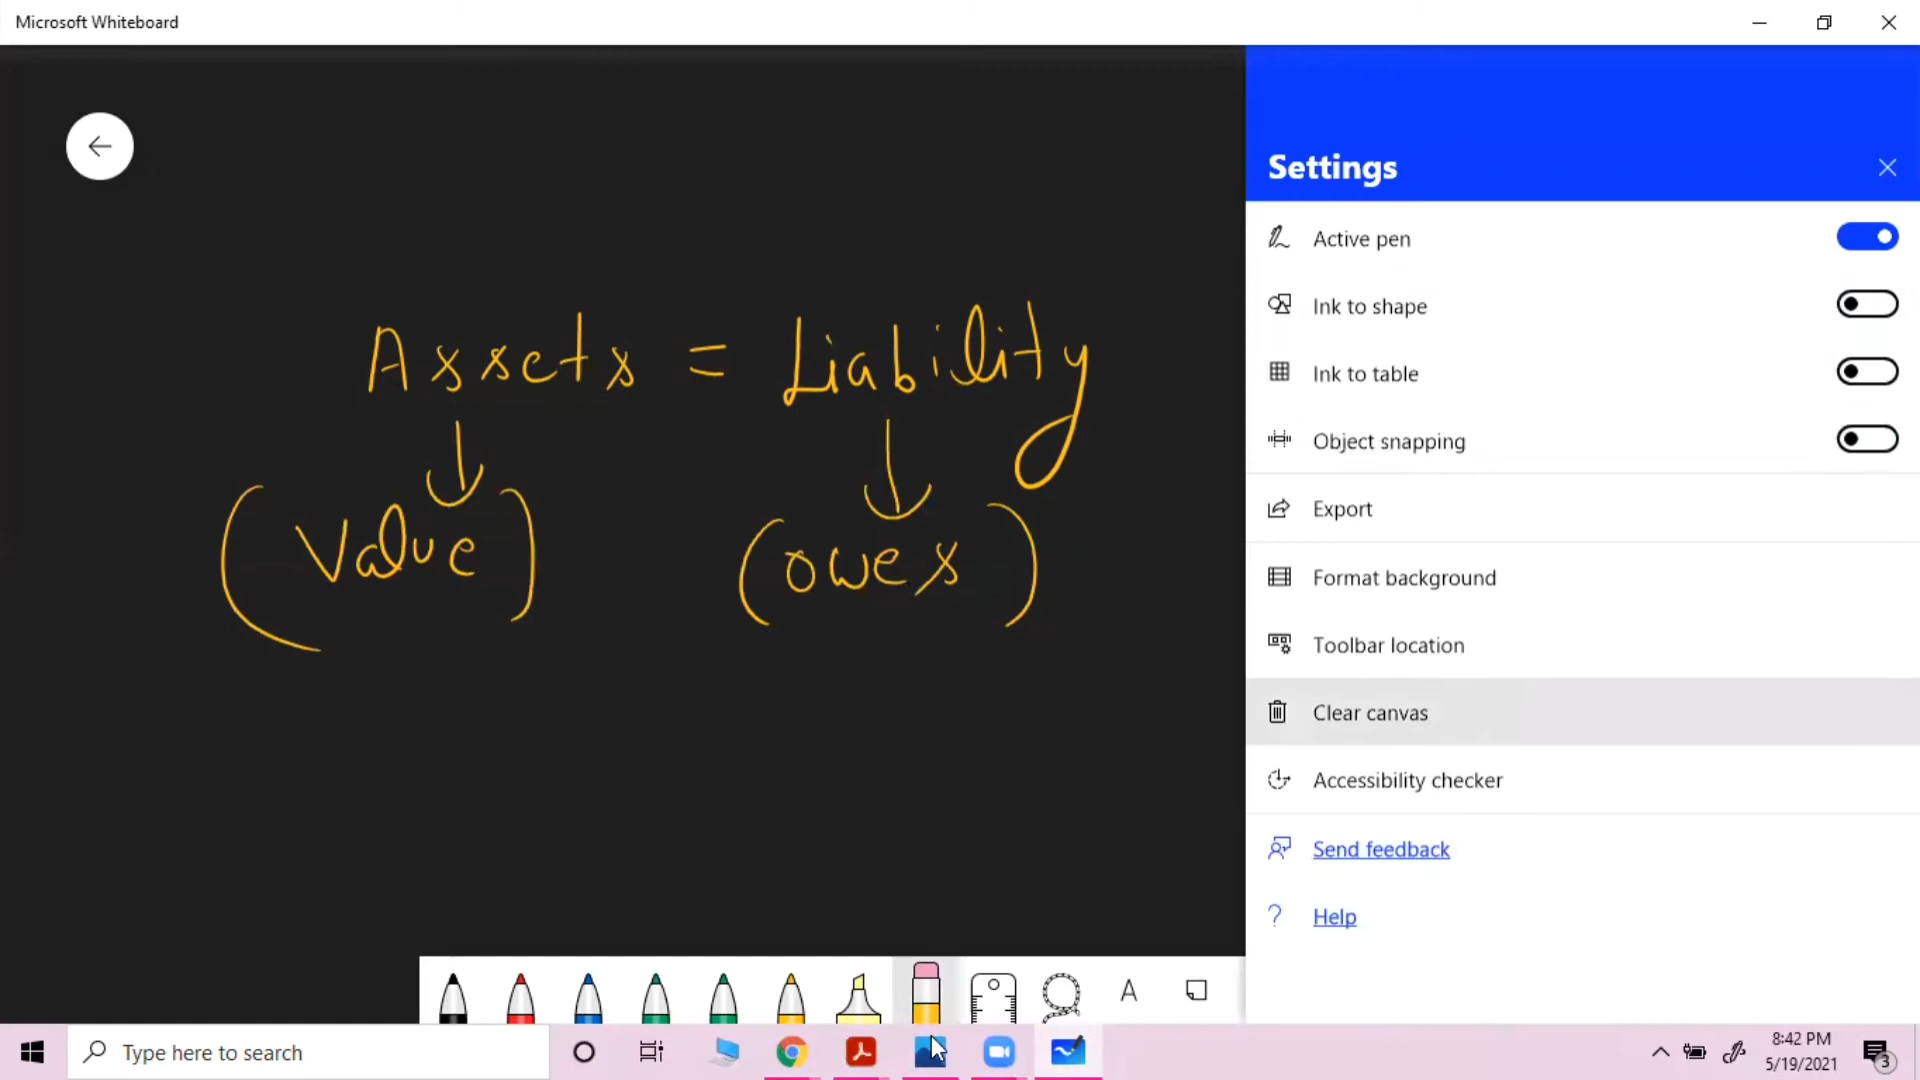 Microsoft Whiteboard
Settings
Active pen
Ink to shape
Ink to table
Object snapping
Export
Format background
Toolbar location
Clear canvas
Accessibility checker
Send feedback
Help
Assets = Liability
(Value) (owes)
A
Type here to search
8:42 PM
5/19/2021
3